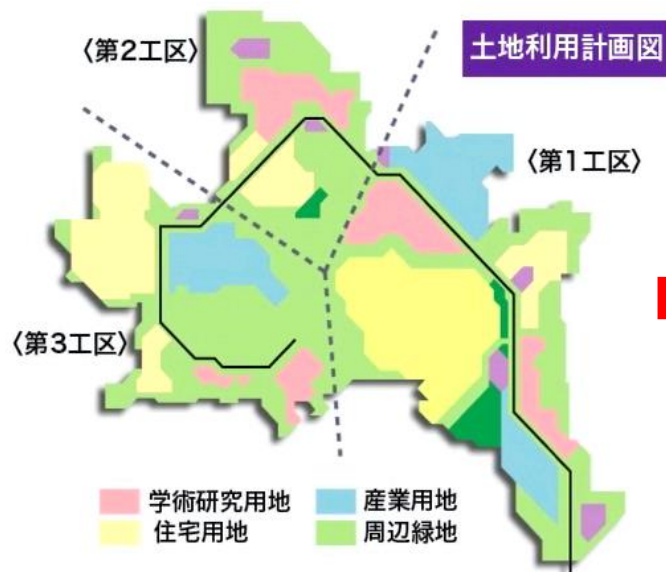 土地利用計画図
〈第2工区〉
〈第1工区〉
〈第3工区〉
学術研究用地
産業用地
住宅用地
周辺緑地